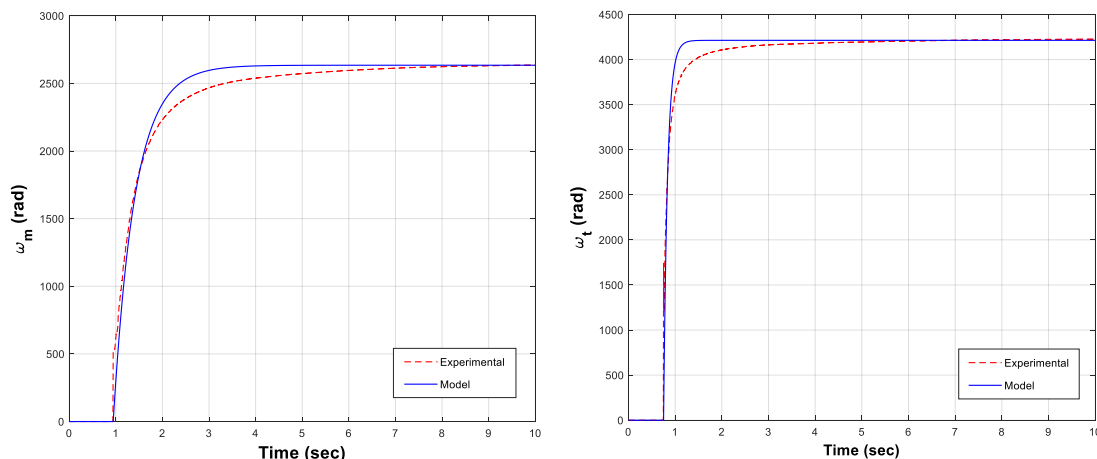 3000
2500
2000
1500
1000
500
0
ω_m (rad)
Experimental
Model
0 1 2 3 4 5 6 7 8 9 10
Time (sec)
4500
4000
3500
3000
2500
2000
1500
1000
500
0
ω_t (rad)
Experimental
Model
0 1 2 3 4 5 6 7 8 9 10
Time (sec)